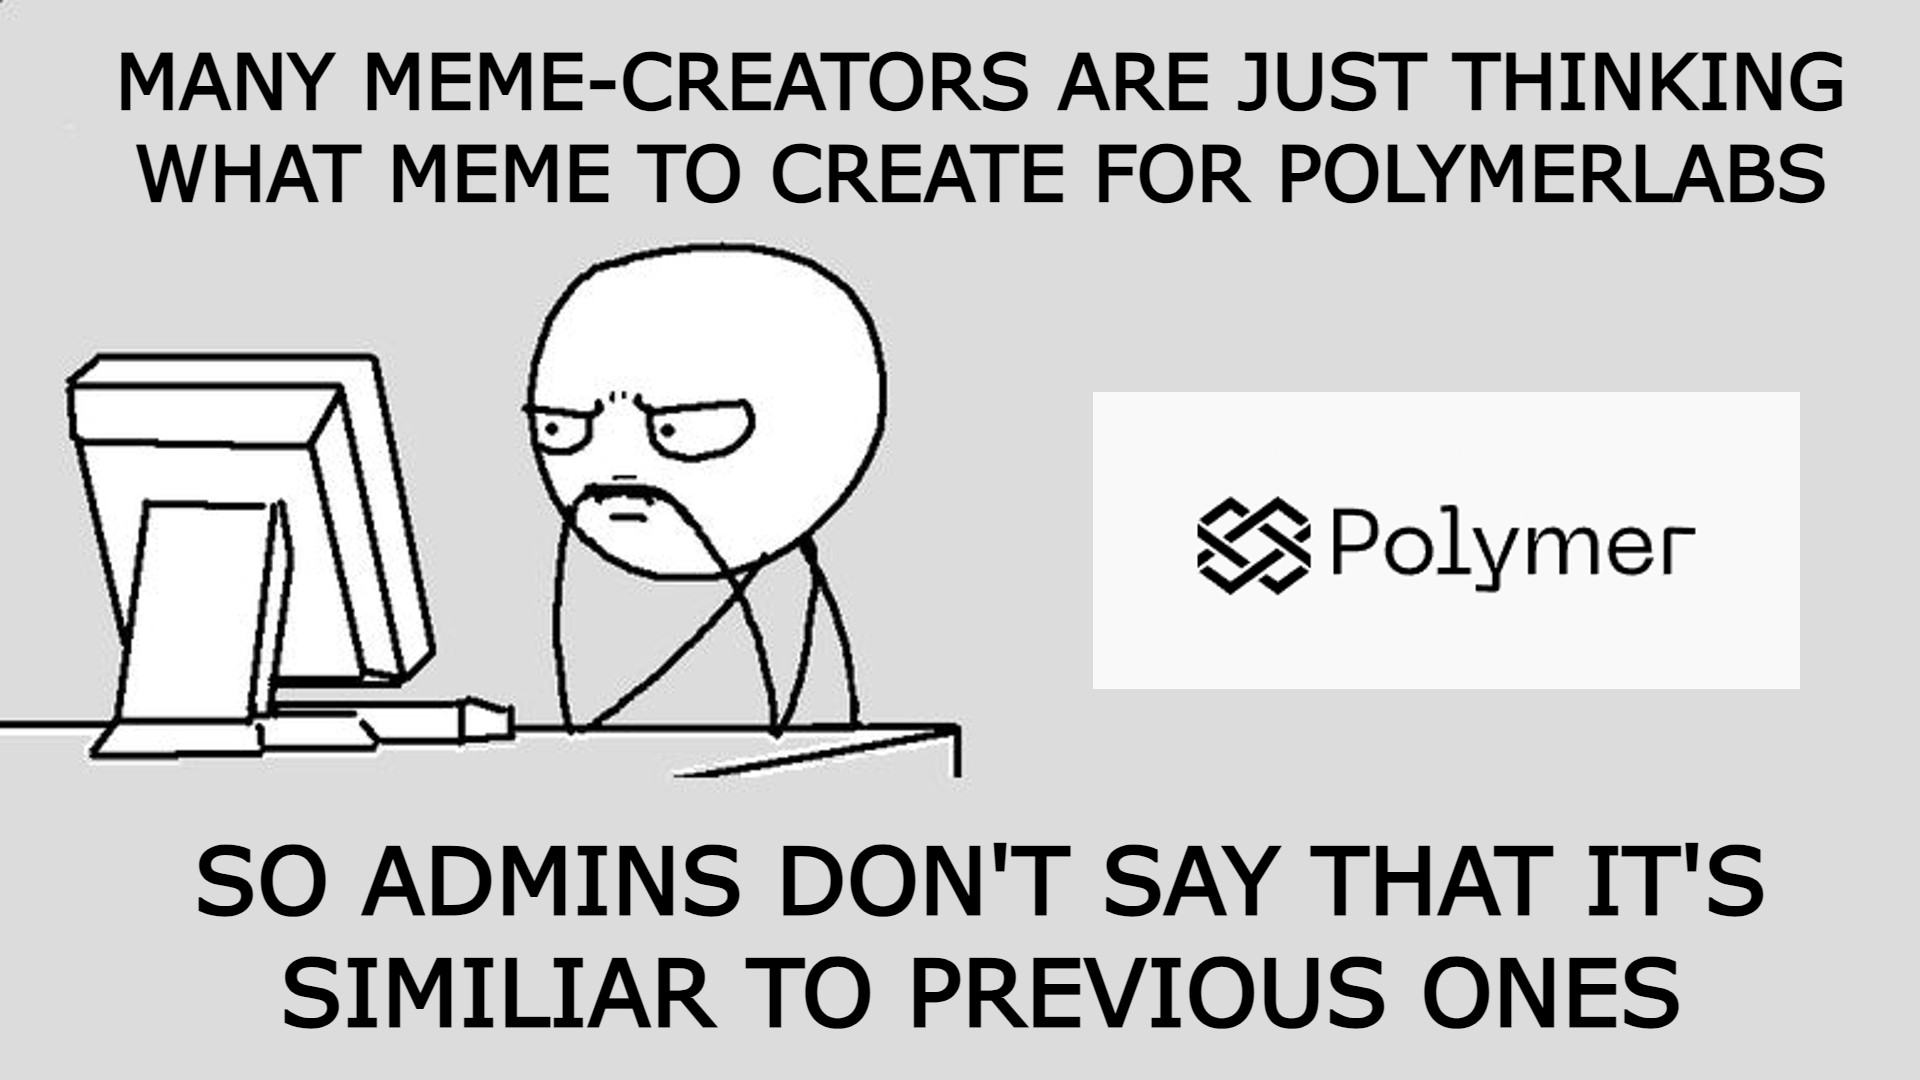 MANY MEME-CREATORS ARE JUST THINKING
WHAT MEME TO CREATE FOR POLYMERLABS
Polymer
SO ADMINS DON'T SAY THAT IT'S
SIMILIAR TO PREVIOUS ONES